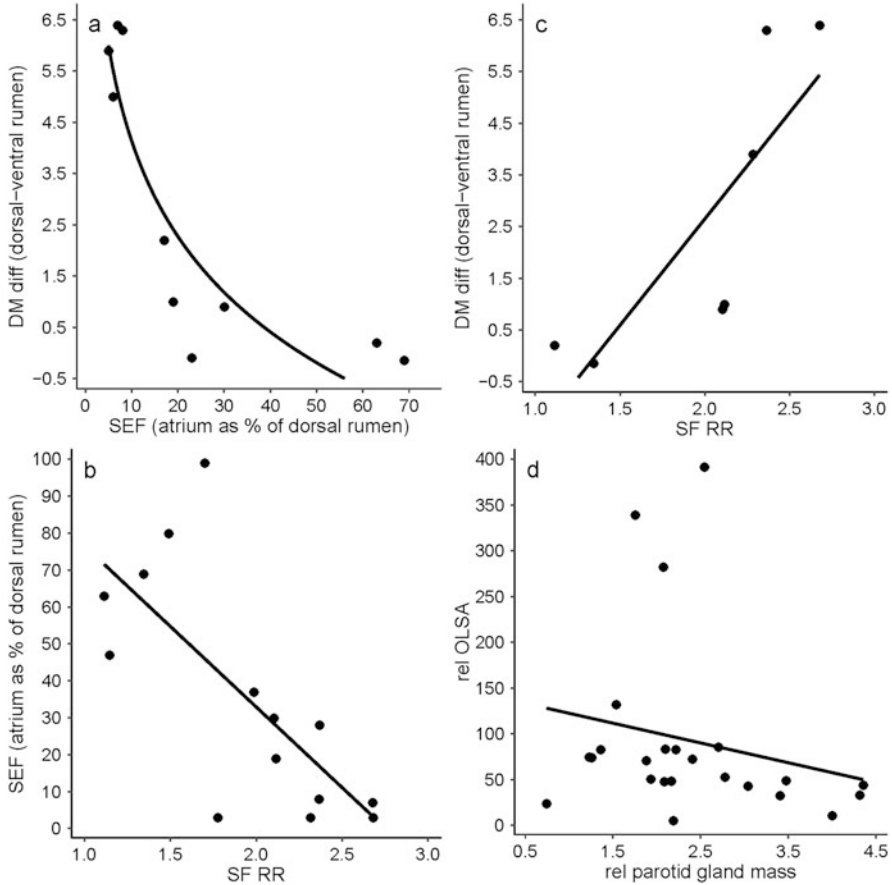 a
DM diff (dorsal−ventral rumen)
6.5
5.5
4.5
3.5
2.5
1.5
0.5
−0.5
0 10 20 30 40 50 60 70
SEF (atrium as % of dorsal rumen)
c
DM diff (dorsal−ventral rumen)
6.5
5.5
4.5
3.5
2.5
1.5
0.5
−0.5
1.0 1.5 2.0 2.5 3.0
SF RR
b
SEF (atrium as % of dorsal rumen)
100
90
80
70
60
50
40
30
20
10
0
1.0 1.5 2.0 2.5 3.0
SF RR
d
rel OLSA
400
350
300
250
200
150
100
50
0
0.5 1.5 2.5 3.5 4.5
rel parotid gland mass